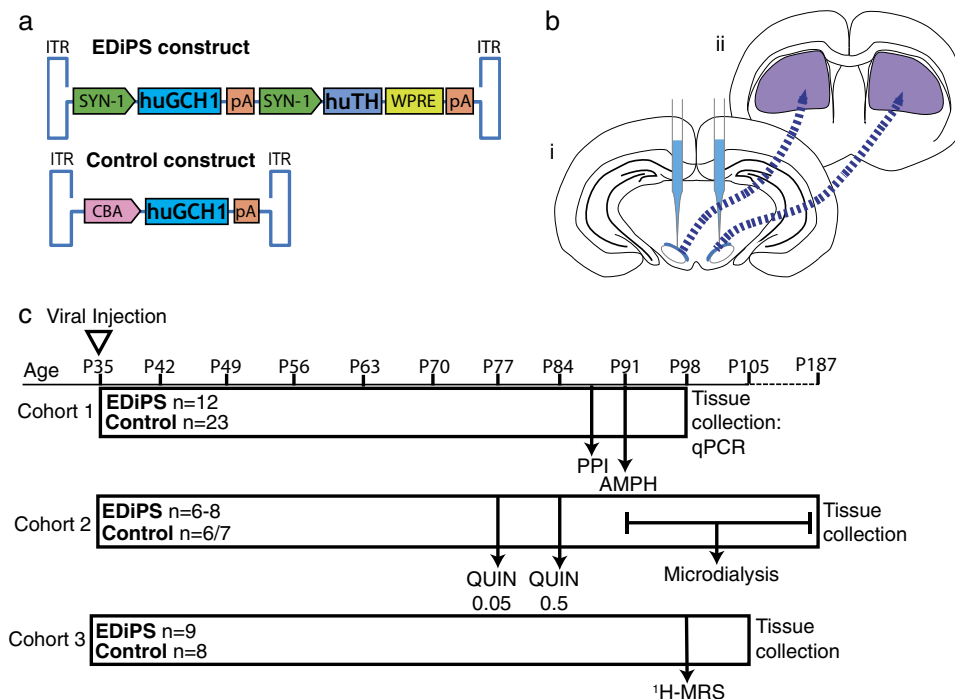 a
ITR EDiPS construct ITR
SYN-1 huGCH1 pA SYN-1 huTH WPRE pA
ITR Control construct ITR
CBA huGCH1 pA
b
ii
i
c Viral Injection
Age P35 P42 P49 P56 P63 P70 P77 P84 P91 P98 P105 P187
Cohort 1
EDiPS n=12
Control n=23
PPI
AMPH
Tissue
collection:
qPCR
Cohort 2
EDiPS n=6-8
Control n=6/7
QUIN
0.05
QUIN
0.5
Microdialysis
Tissue
collection
Cohort 3
EDiPS n=9
Control n=8
¹H-MRS
Tissue
collection